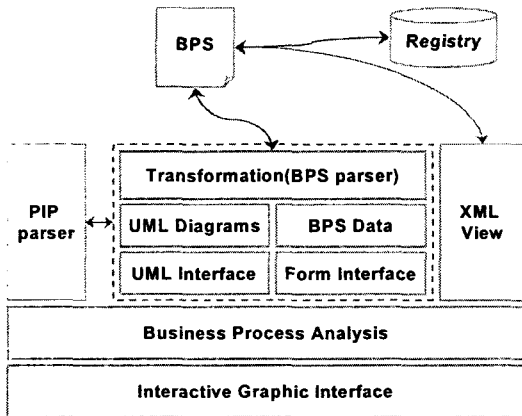 BPS
Registry
Transformation(BPS parser)
PIP
parser
UML Diagrams
BPS Data
XML
View
UML Interface
Form Interface
Business Process Analysis
Interactive Graphic Interface